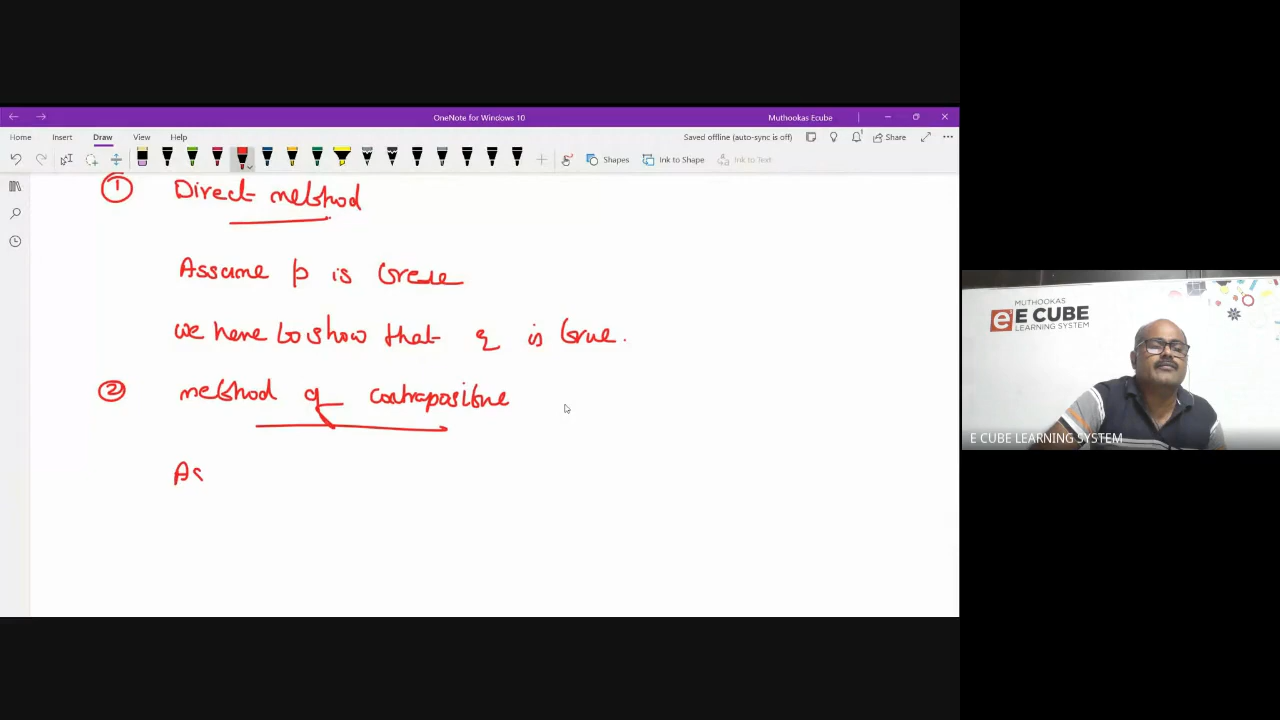 OneNote for Windows 10
Muthookas Ecube
Home Insert Draw View Help
Saved offline (auto-sync is off) Share
Shapes Ink to Shape Ink to Text
① Direct method
Assume p is true
we have to show that q is true.
② method of contrapositive
As
MUTHOOKAS
e E CUBE
LEARNING SYSTEM
E CUBE LEARNING SYSTEM